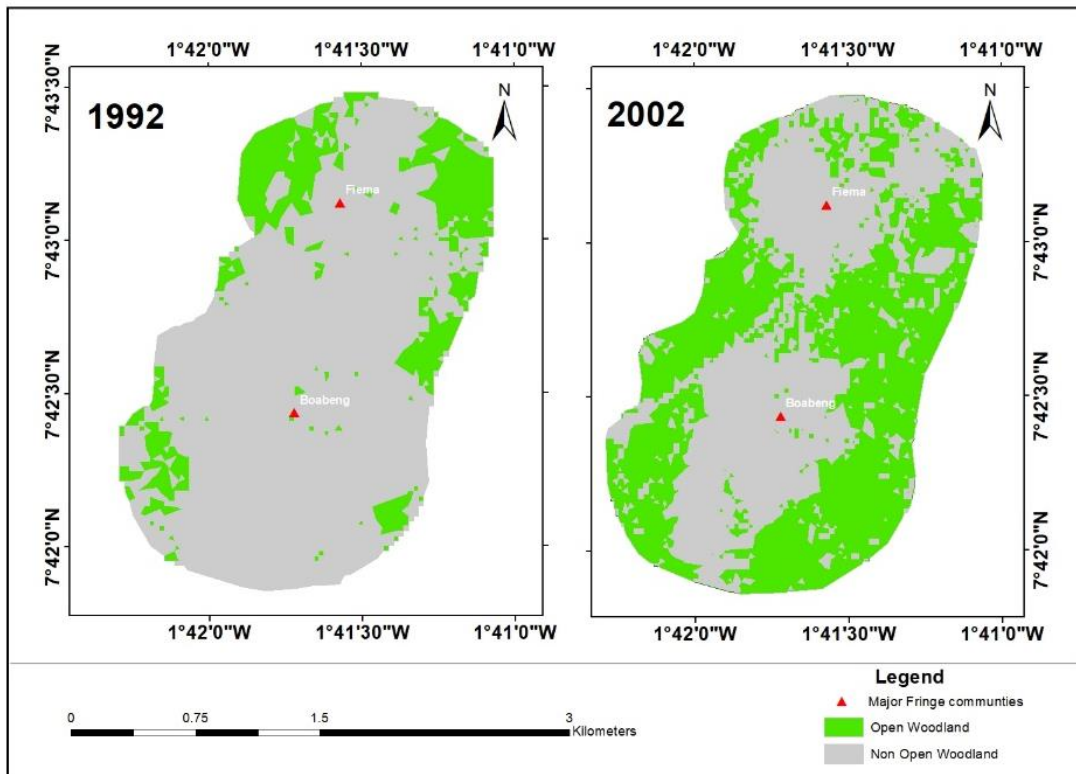 1°42'0"W 1°41'30"W 1°41'0"W
1°42'0"W 1°41'30"W 1°41'0"W
7°43'30"N
7°43'0"N
7°42'30"N
7°42'0"N
1992
N
Fiema
Boabeng
2002
N
Fiema
Boabeng
7°43'30"N
7°43'0"N
7°42'30"N
7°42'0"N
1°42'0"W 1°41'30"W 1°41'0"W
1°42'0"W 1°41'30"W 1°41'0"W
0 0.75 1.5 3
Kilometers
Legend
Major Fringe communties
Open Woodland
Non Open Woodland